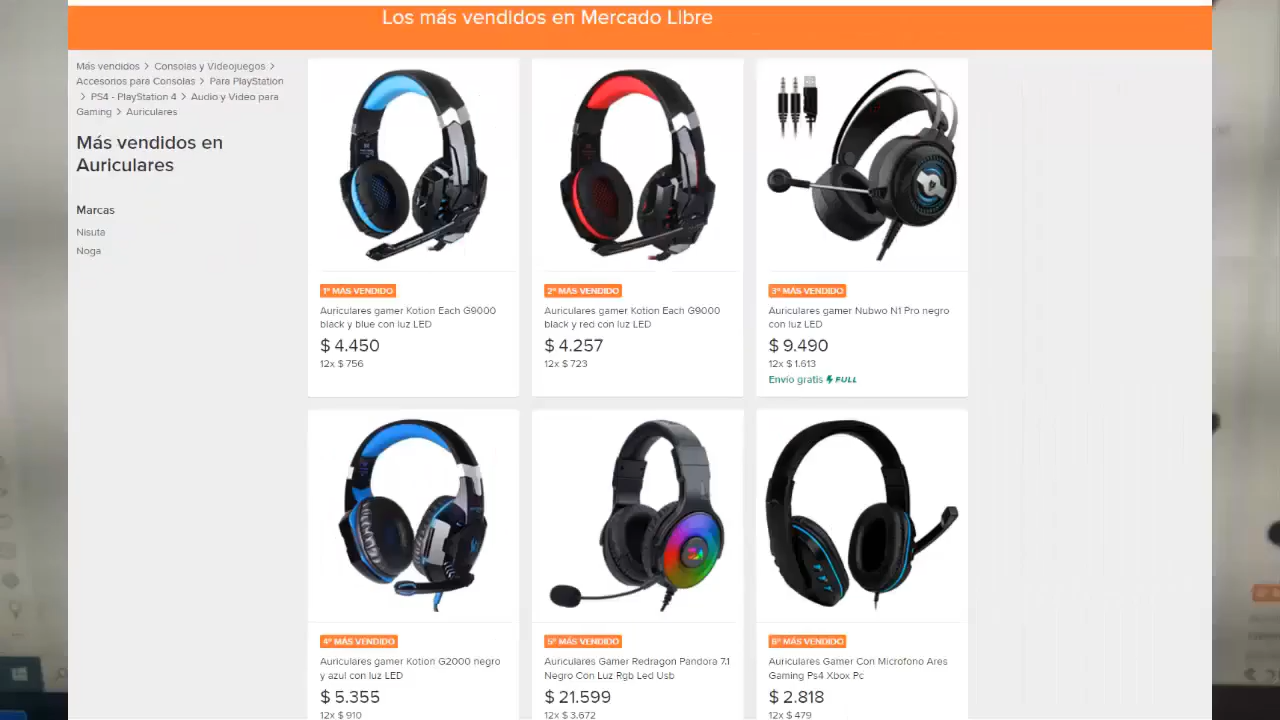 Los más vendidos en Mercado Libre
Más vendidos > Consolas y Videojuegos >
Accesorios para Consolas > Para PlayStation
> PS4 - PlayStation 4 > Audio y Video para
Gaming > Auriculares
Más vendidos en
Auriculares
Marcas
Nisuta
Noga
1º MÁS VENDIDO
Auriculares gamer Kotion Each G9000
black y blue con luz LED
$ 4.450
12x $ 756
2º MÁS VENDIDO
Auriculares gamer Kotion Each G9000
black y red con luz LED
$ 4.257
12x $ 723
3º MÁS VENDIDO
Auriculares gamer Nubwo N1 Pro negro
con luz LED
$ 9.490
12x $ 1.613
Envío gratis FULL
4º MÁS VENDIDO
Auriculares gamer Kotion G2000 negro
y azul con luz LED
$ 5.355
12x $ 910
5º MÁS VENDIDO
Auriculares Gamer Redragon Pandora 7.1
Negro Con Luz Rgb Led Usb
$ 21.599
12x $ 3.672
6º MÁS VENDIDO
Auriculares Gamer Con Microfono Ares
Gaming Ps4 Xbox Pc
$ 2.818
12x $ 479